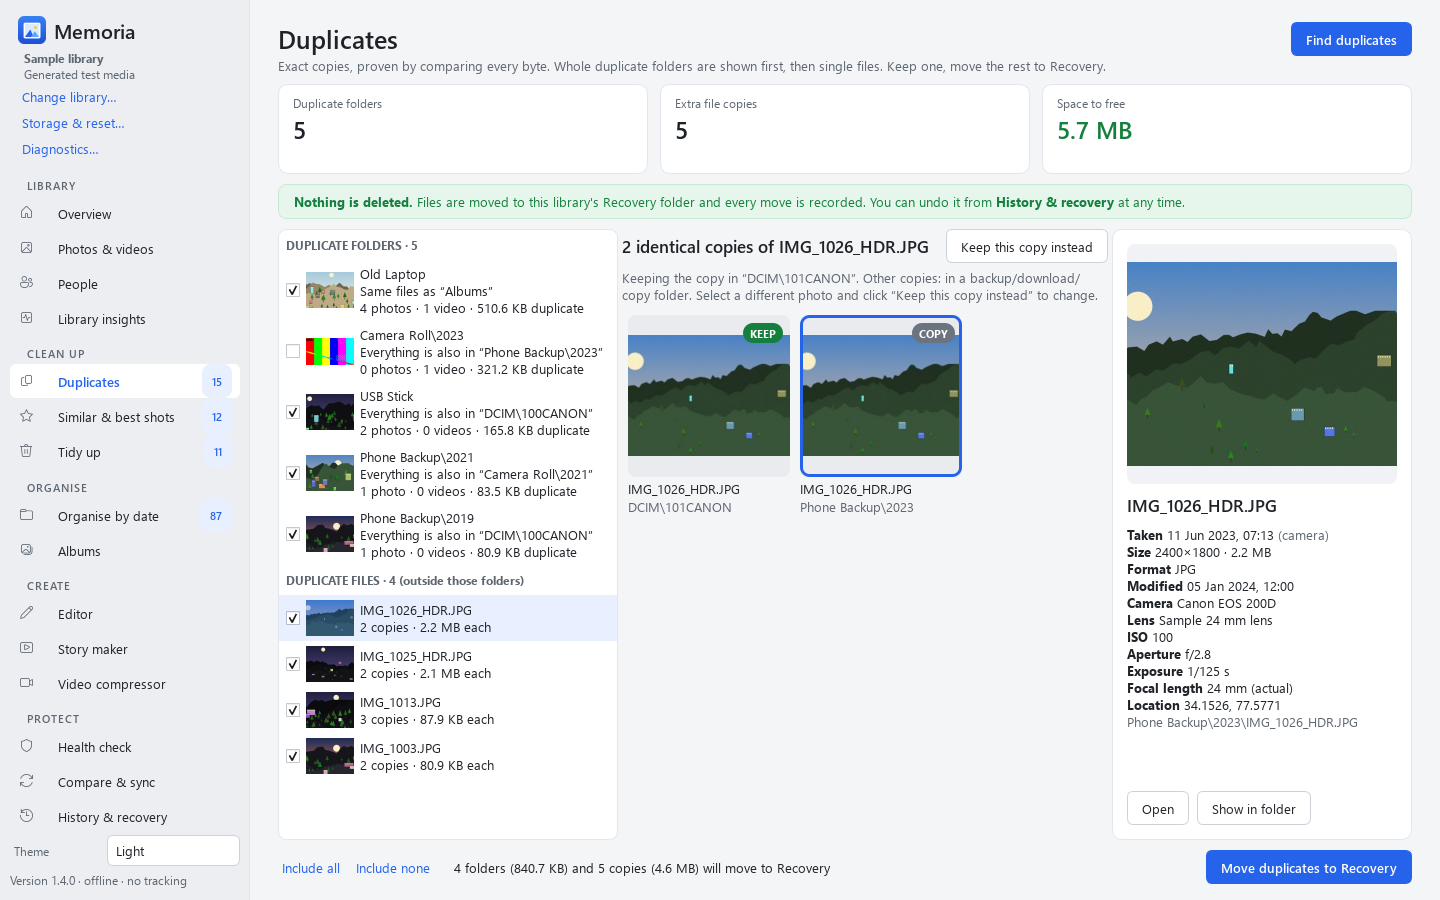 Memoria
Sample library
Generated test media
Change library...
Storage & reset...
Diagnostics...
LIBRARY
Overview
Photos & videos
People
Library insights
CLEAN UP
Duplicates 15
Similar & best shots 12
Tidy up 11
ORGANISE
Organise by date 87
Albums
CREATE
Editor
Story maker
Video compressor
PROTECT
Health check
Compare & sync
History & recovery
Theme Light
Version 1.4.0 · offline · no tracking
Duplicates
Find duplicates
Exact copies, proven by comparing every byte. Whole duplicate folders are shown first, then single files. Keep one, move the rest to Recovery.
Duplicate folders
5
Extra file copies
5
Space to free
5.7 MB
Nothing is deleted. Files are moved to this library's Recovery folder and every move is recorded. You can undo it from History & recovery at any time.
DUPLICATE FOLDERS · 5
Old Laptop
Same files as “Albums”
4 photos · 1 video · 510.6 KB duplicate
Camera Roll\2023
Everything is also in “Phone Backup\2023”
0 photos · 1 video · 321.2 KB duplicate
USB Stick
Everything is also in “DCIM\100CANON”
2 photos · 0 videos · 165.8 KB duplicate
Phone Backup\2021
Everything is also in “Camera Roll\2021”
1 photo · 0 videos · 83.5 KB duplicate
Phone Backup\2019
Everything is also in “DCIM\100CANON”
1 photo · 0 videos · 80.9 KB duplicate
DUPLICATE FILES · 4 (outside those folders)
IMG_1026_HDR.JPG
2 copies · 2.2 MB each
IMG_1025_HDR.JPG
2 copies · 2.1 MB each
IMG_1013.JPG
3 copies · 87.9 KB each
IMG_1003.JPG
2 copies · 80.9 KB each
2 identical copies of IMG_1026_HDR.JPG
Keep this copy instead
Keeping the copy in “DCIM\101CANON”. Other copies: in a backup/download/
copy folder. Select a different photo and click “Keep this copy instead” to change.
KEEP
IMG_1026_HDR.JPG
DCIM\101CANON
COPY
IMG_1026_HDR.JPG
Phone Backup\2023
IMG_1026_HDR.JPG
Taken 11 Jun 2023, 07:13 (camera)
Size 2400×1800 · 2.2 MB
Format JPG
Modified 05 Jan 2024, 12:00
Camera Canon EOS 200D
Lens Sample 24 mm lens
ISO 100
Aperture f/2.8
Exposure 1/125 s
Focal length 24 mm (actual)
Location 34.1526, 77.5771
Phone Backup\2023\IMG_1026_HDR.JPG
Open
Show in folder
Include all
Include none
4 folders (840.7 KB) and 5 copies (4.6 MB) will move to Recovery
Move duplicates to Recovery